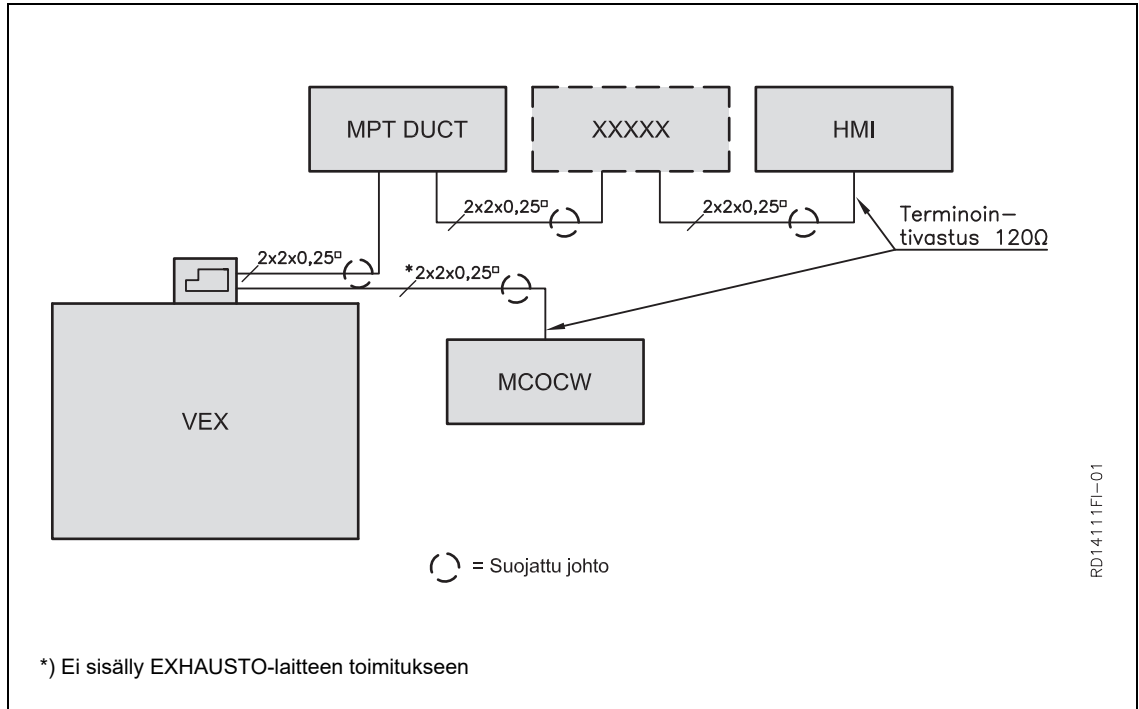 MPT DUCT
XXXXX
HMI
2x2x0,25□
2x2x0,25□
Terminoin-
tivastus 120Ω
2x2x0,25□
*2x2x0,25□
MCOCW
VEX
= Suojattu johto
RD14111FI-01
*) Ei sisälly EXHAUSTO-laitteen toimitukseen